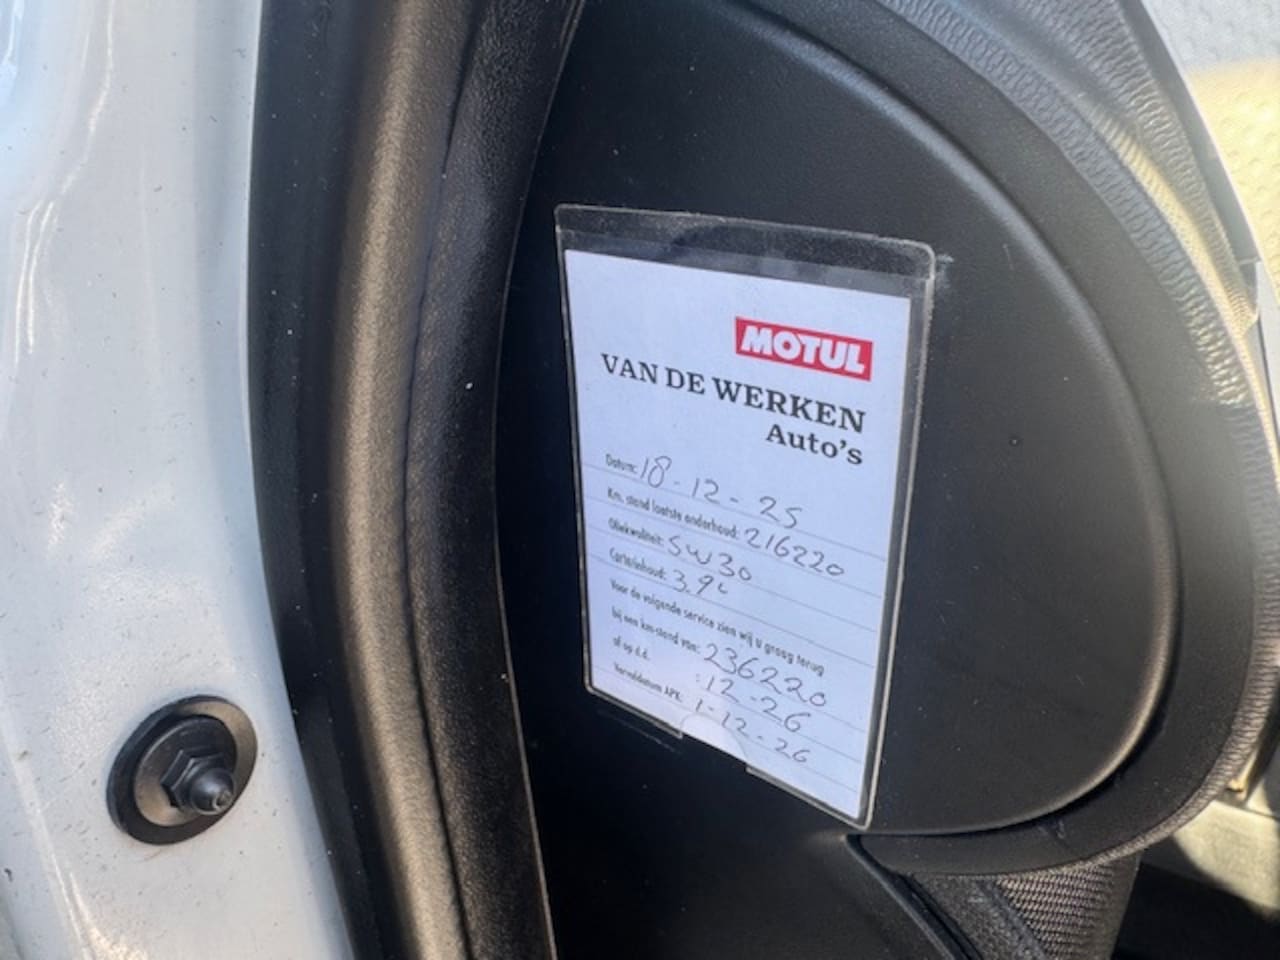 MOTUL
VAN DE WERKEN
Auto's
Datum: 18-12-25
Km. stand laatste onderhoud: 216220
Oliekwaliteit: 5W30
Carterinhoud: 3.9L
Voor de volgende service zien wij u graag terug
bij een km-stand van: 236220
of op d.d. : 12-26
Vervaldatum APK: 1-12-26